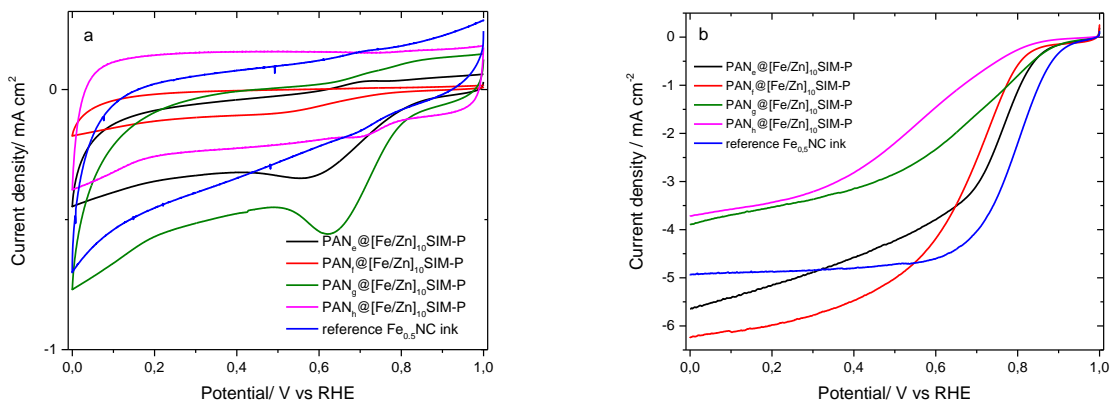 a
Current density/ mA cm²
0
-1
PANₑ@[Fe/Zn]₁₀SIM-P
PAN_f@[Fe/Zn]₁₀SIM-P
PAN_g@[Fe/Zn]₁₀SIM-P
PANₕ@[Fe/Zn]₁₀SIM-P
reference Fe₀,₅NC ink
0,0 0,2 0,4 0,6 0,8 1,0
Potential/ V vs RHE
b
Current density / mA cm⁻²
0
-1
-2
-3
-4
-5
-6
PANₑ@[Fe/Zn]₁₀SIM-P
PAN_f@[Fe/Zn]₁₀SIM-P
PAN_g@[Fe/Zn]₁₀SIM-P
PANₕ@[Fe/Zn]₁₀SIM-P
reference Fe₀,₅NC ink
0,0 0,2 0,4 0,6 0,8 1,0
Potential/ V vs RHE